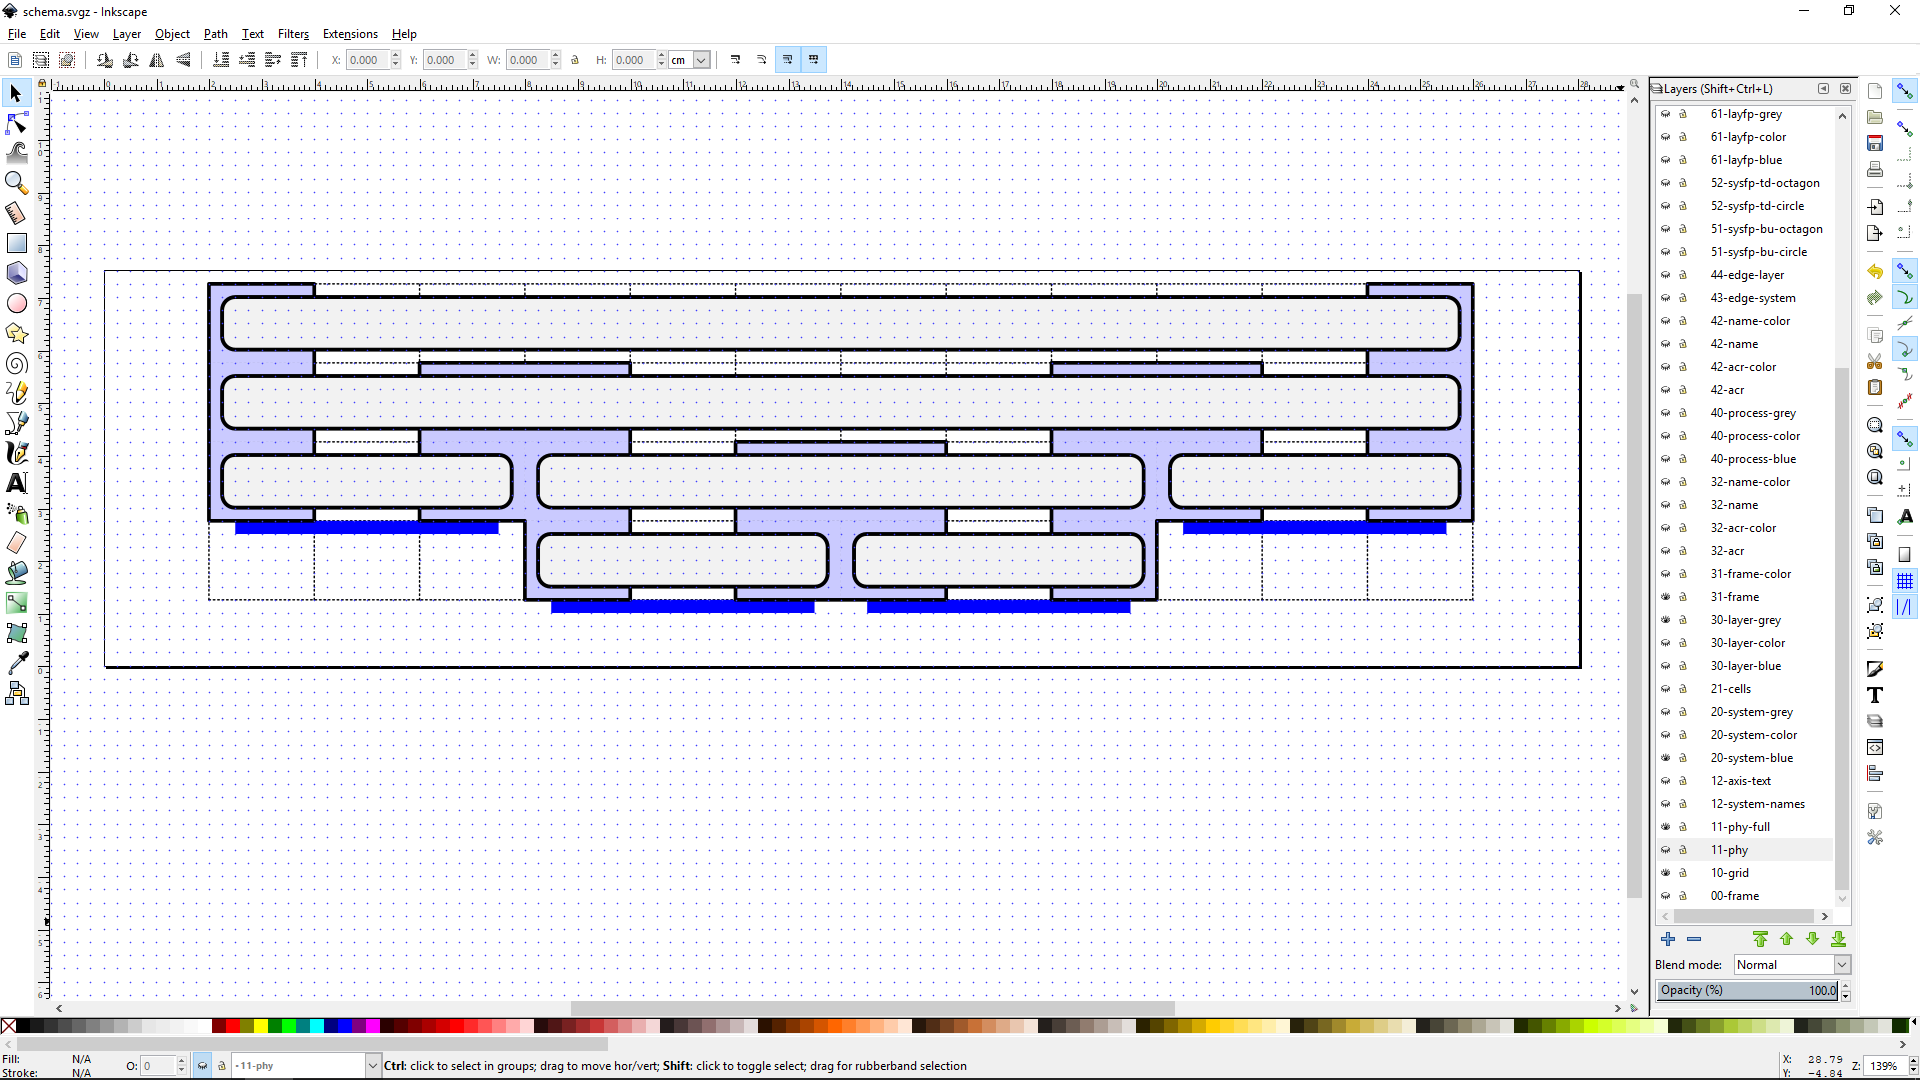 schema.svgz - Inkscape
File Edit View Layer Object Path Text Filters Extensions Help
X: 0.000 Y: 0.000 W: 0.000 H: 0.000 cm
Layers (Shift+Ctrl+L)
61-layfp-grey
61-layfp-color
61-layfp-blue
52-sysfp-td-octagon
52-sysfp-td-circle
51-sysfp-bu-octagon
51-sysfp-bu-circle
44-edge-layer
43-edge-system
42-name-color
42-name
42-acr-color
42-acr
40-process-grey
40-process-color
40-process-blue
32-name-color
32-name
32-acr-color
32-acr
31-frame-color
31-frame
30-layer-grey
30-layer-color
30-layer-blue
21-cells
20-system-grey
20-system-color
20-system-blue
12-axis-text
12-system-names
11-phy-full
11-phy
10-grid
00-frame
Blend mode: Normal
Opacity (%) 100.0
Fill: N/A
Stroke: N/A
O: 0
-11-phy
Ctrl: click to select in groups; drag to move hor/vert; Shift: click to toggle select; drag for rubberband selection
X: 28.79
Y: -4.84
Z: 139%